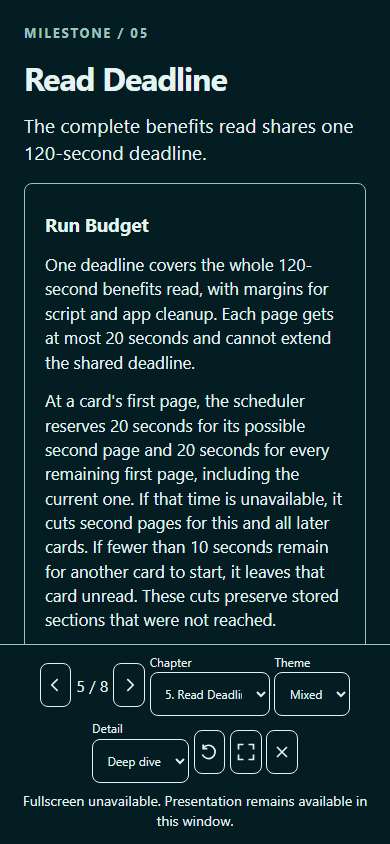 MILESTONE / 05
Read Deadline
The complete benefits read shares one
120-second deadline.
Run Budget
One deadline covers the whole 120-
second benefits read, with margins for
script and app cleanup. Each page gets
at most 20 seconds and cannot extend
the shared deadline.
At a card's first page, the scheduler
reserves 20 seconds for its possible
second page and 20 seconds for every
remaining first page, including the
current one. If that time is unavailable, it
cuts second pages for this and all later
cards. If fewer than 10 seconds remain
for another card to start, it leaves that
card unread. These cuts preserve stored
sections that were not reached.
5 / 8
Chapter
5. Read Deadli
Theme
Mixed
Detail
Deep dive
Fullscreen unavailable. Presentation remains available in
this window.